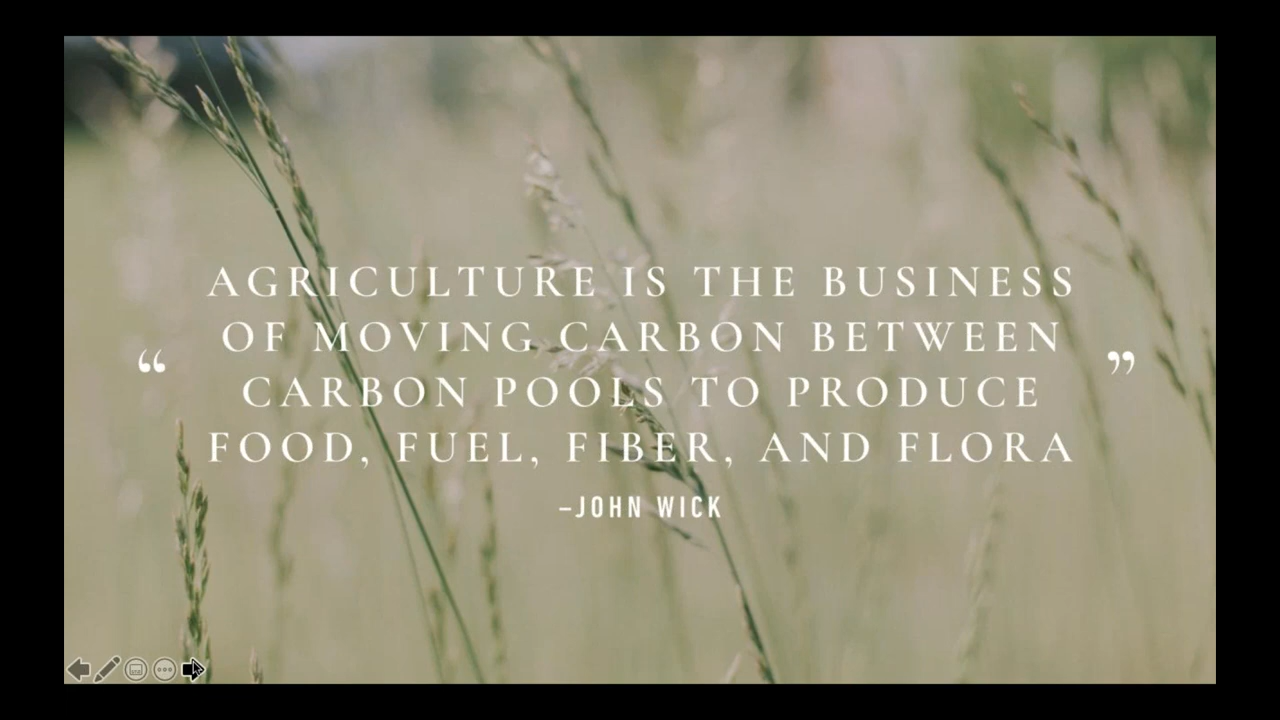 AGRICULTURE IS THE BUSINESS
OF MOVING CARBON BETWEEN
“ CARBON POOLS TO PRODUCE ”
FOOD, FUEL, FIBER, AND FLORA
–JOHN WICK